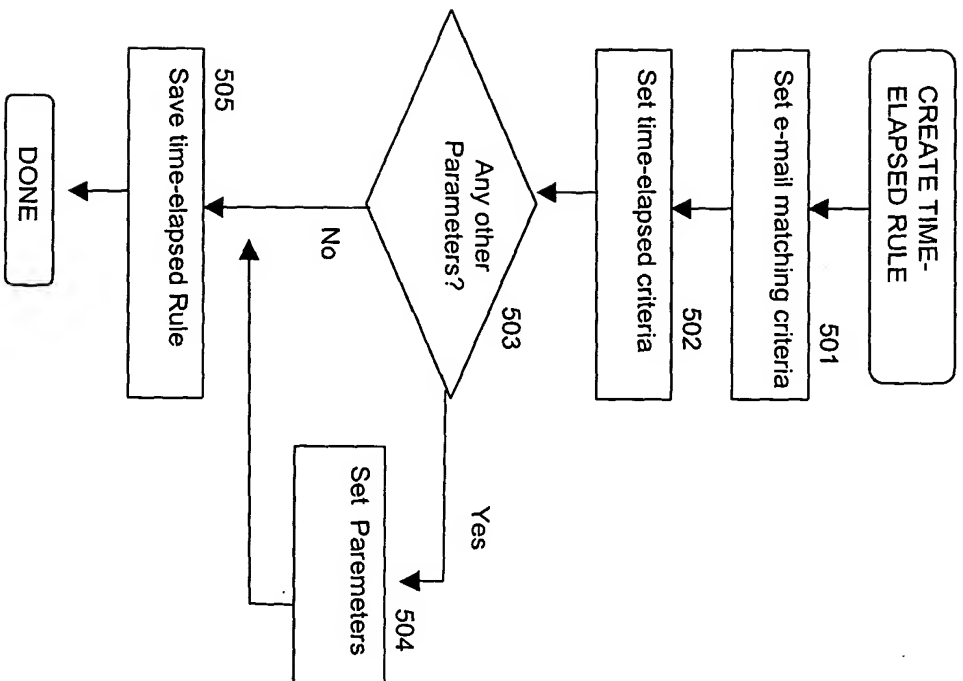 CREATE TIME-
ELAPSED RULE
501
Set e-mail matching criteria
502
Set time-elapsed criteria
503
Any other
Parameters?
Yes
504
Set Paremeters
No
505
Save time-elapsed Rule
DONE